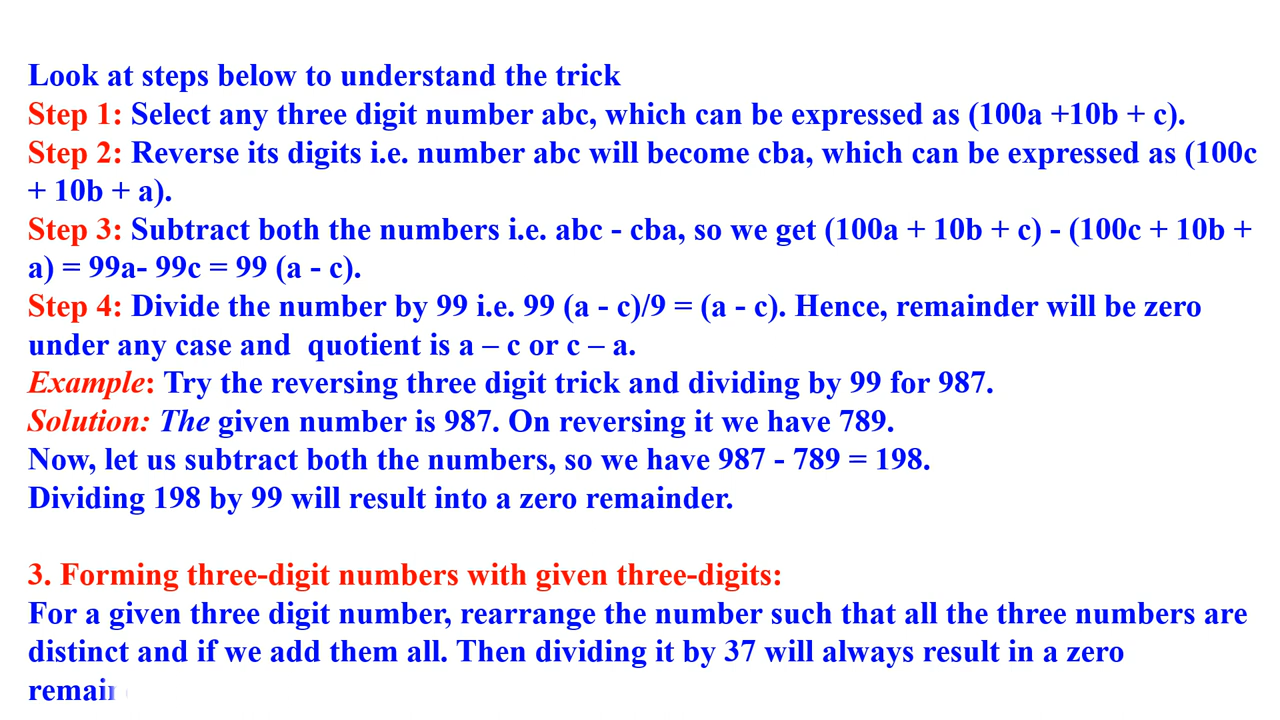 Look at steps below to understand the trick
Step 1: Select any three digit number abc, which can be expressed as (100a +10b + c).
Step 2: Reverse its digits i.e. number abc will become cba, which can be expressed as (100c
+ 10b + a).
Step 3: Subtract both the numbers i.e. abc - cba, so we get (100a + 10b + c) - (100c + 10b +
a) = 99a- 99c = 99 (a - c).
Step 4: Divide the number by 99 i.e. 99 (a - c)/9 = (a - c). Hence, remainder will be zero
under any case and  quotient is a – c or c – a.
Example: Try the reversing three digit trick and dividing by 99 for 987.
Solution: The given number is 987. On reversing it we have 789.
Now, let us subtract both the numbers, so we have 987 - 789 = 198.
Dividing 198 by 99 will result into a zero remainder.
3. Forming three-digit numbers with given three-digits:
For a given three digit number, rearrange the number such that all the three numbers are
distinct and if we add them all. Then dividing it by 37 will always result in a zero